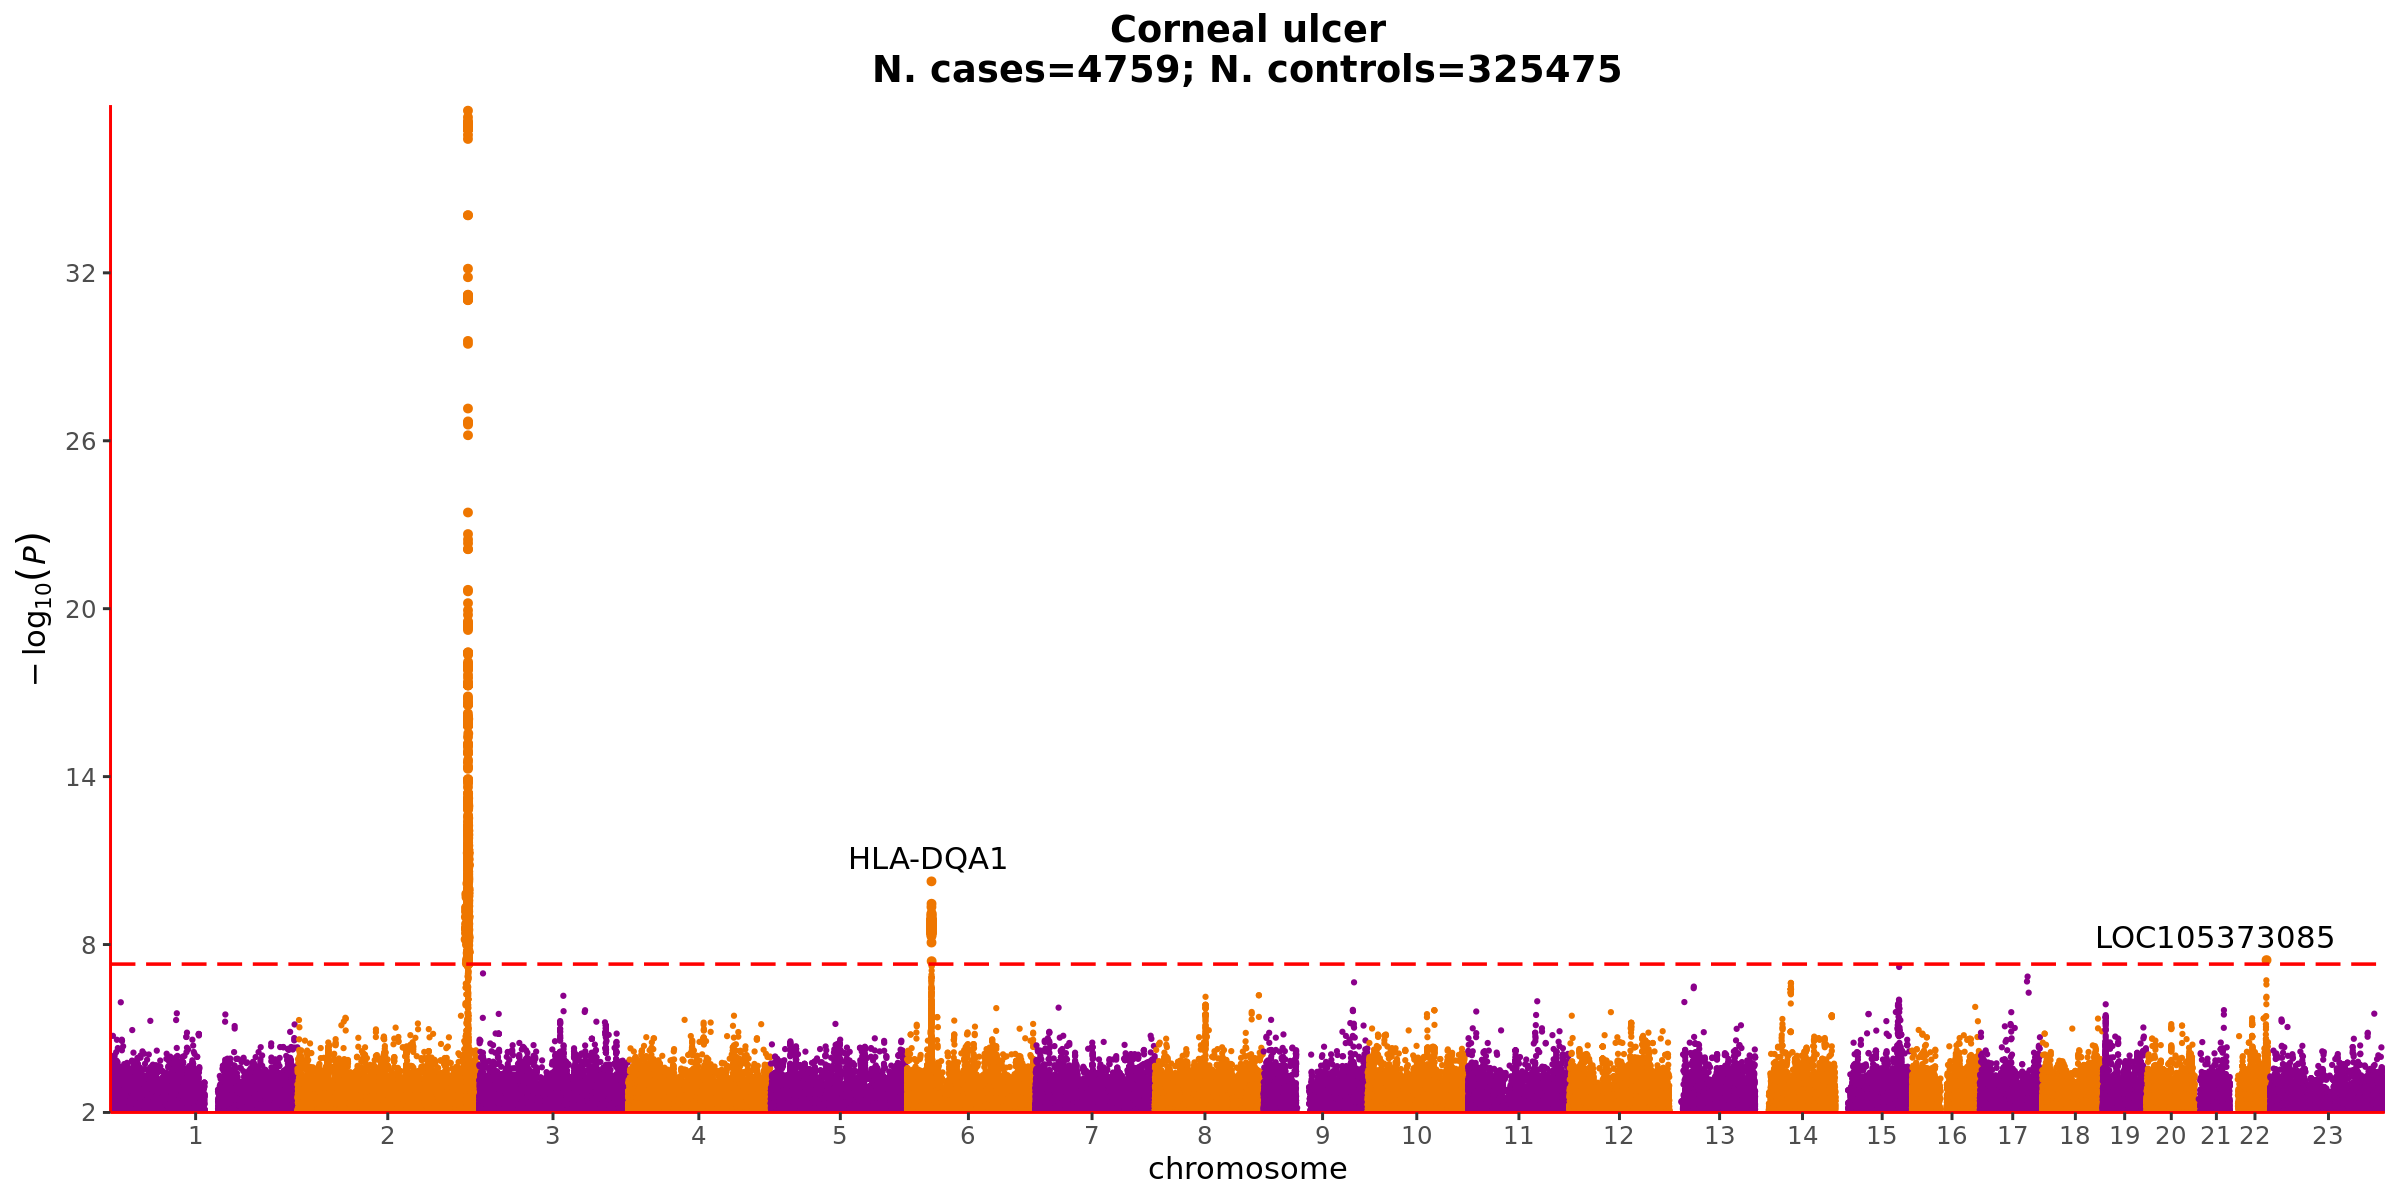 Corneal ulcer
N. cases=4759; N. controls=325475
32
26
20
14
8
2
− log10(P)
HLA-DQA1
LOC105373085
1 2 3 4 5 6 7 8 9 10 11 12 13 14 15 16 17 18 19 20 21 22 23
chromosome